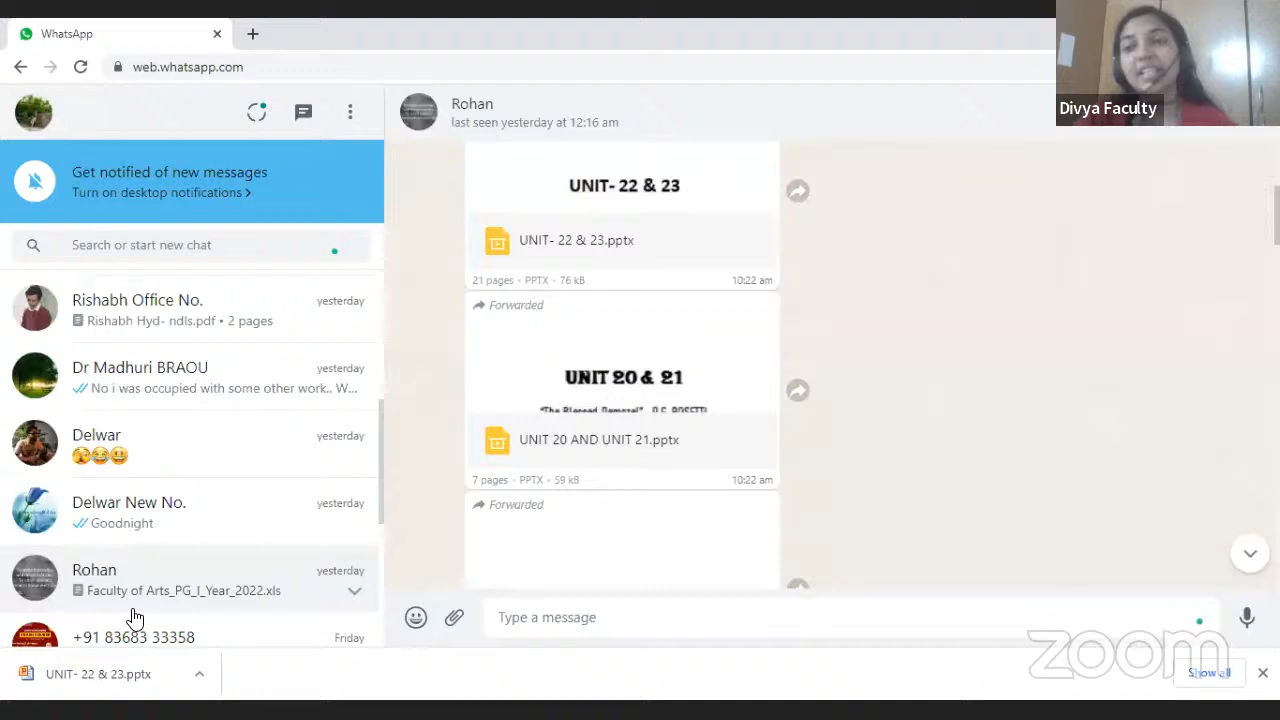 WhatsApp
web.whatsapp.com
Divya Faculty
Rohan
last seen yesterday at 12:16 am
Get notified of new messages
Turn on desktop notifications >
Search or start new chat
Rishabh Office No.
yesterday
Rishabh Hyd- ndls.pdf • 2 pages
Dr Madhuri BRAOU
yesterday
No i was occupied with some other work.. W...
Delwar
yesterday
Delwar New No.
yesterday
Goodnight
Rohan
yesterday
Faculty of Arts_PG_I_Year_2022.xls
+91 83683 33358
Friday
UNIT- 22 & 23
UNIT- 22 & 23.pptx
21 pages • PPTX • 76 kB
10:22 am
Forwarded
UNIT 20 & 21
"The Blessed Damozel" D.G. ROSETTI
UNIT 20 AND UNIT 21.pptx
7 pages • PPTX • 59 kB
10:22 am
Forwarded
Type a message
zoom
UNIT- 22 & 23.pptx
Show all